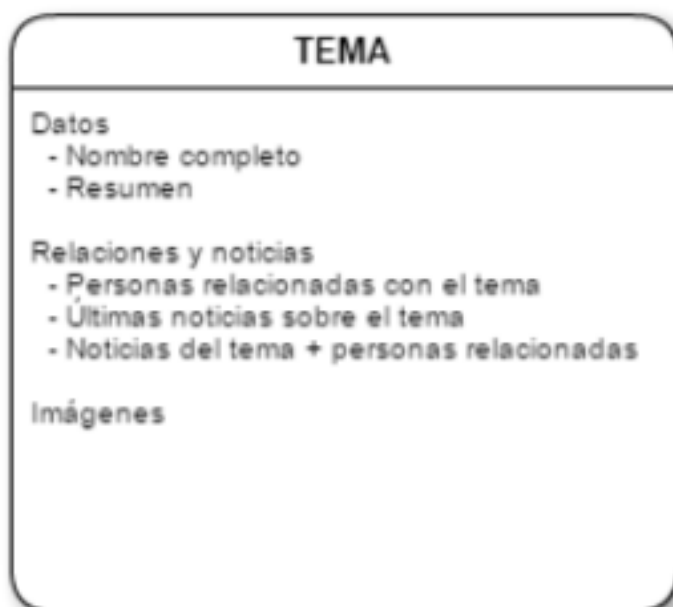 TEMA
Datos
- Nombre completo
- Resumen
Relaciones y noticias
- Personas relacionadas con el tema
- Últimas noticias sobre el tema
- Noticias del tema + personas relacionadas
Imágenes